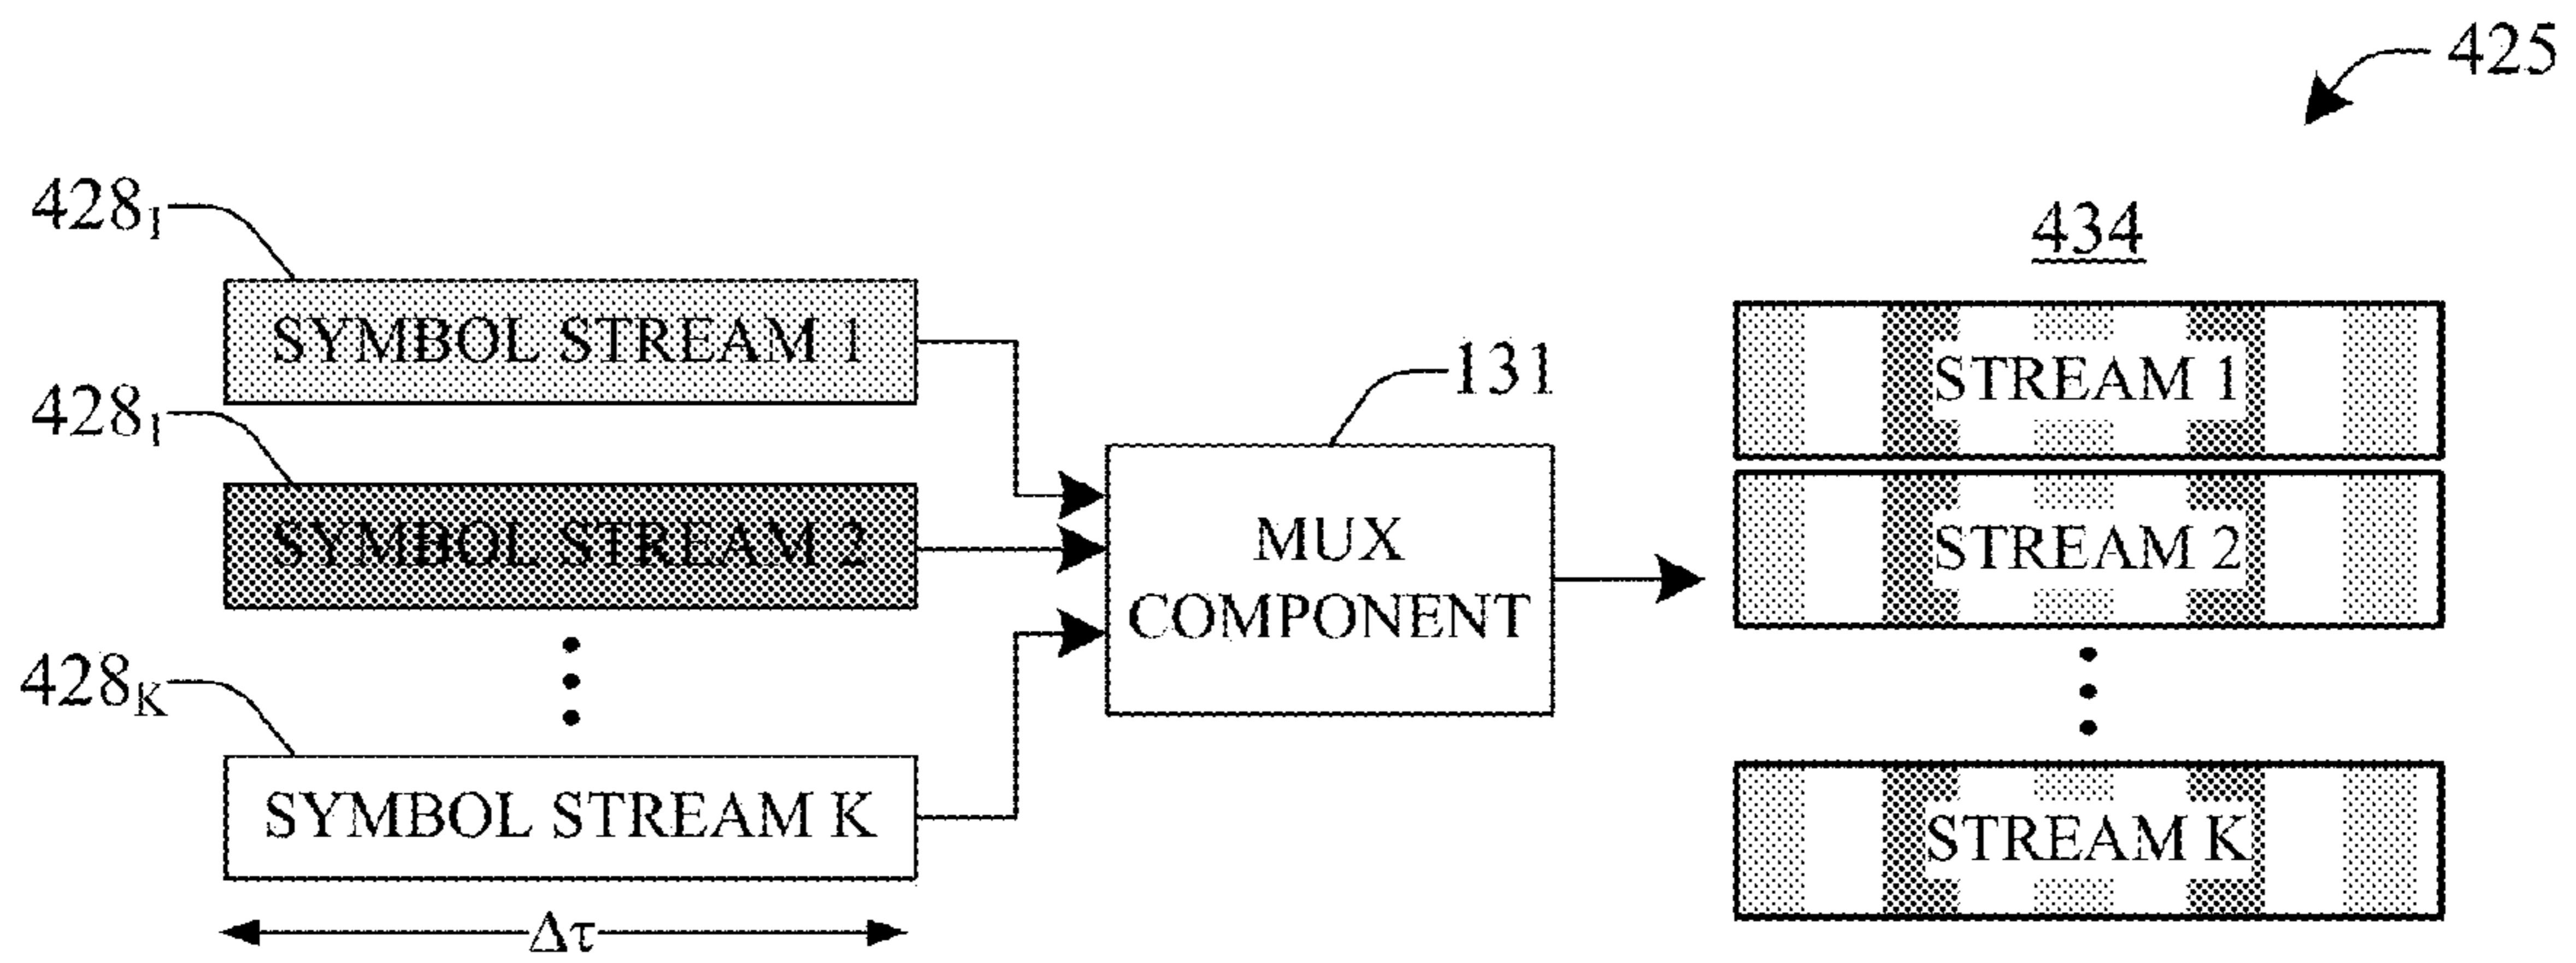 425
428₁
434
SYMBOL STREAM 1
131
STREAM 1
428₁
SYMBOL STREAM 2
MUX
COMPONENT
STREAM 2
428K
SYMBOL STREAM K
STREAM K
Δτ